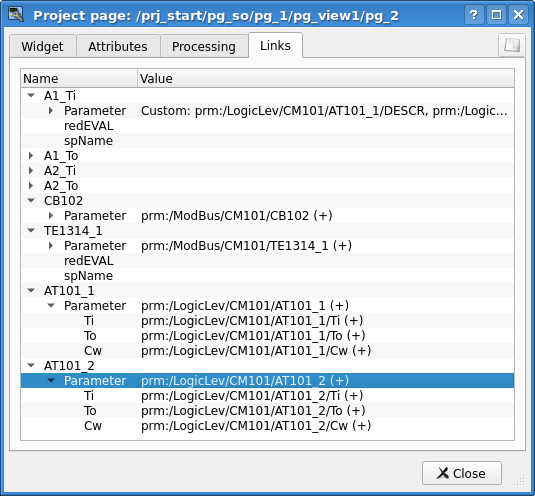 Project page: /prj_start/pg_so/pg_1/pg_view1/pg_2
Widget Attributes Processing Links
Name Value
A1_Ti
Parameter Custom: prm:/LogicLev/CM101/AT101_1/DESCR, prm:/Logic...
redEVAL
spName
A1_To
A2_Ti
A2_To
CB102
Parameter prm:/ModBus/CM101/CB102 (+)
TE1314_1
Parameter prm:/ModBus/CM101/TE1314_1 (+)
redEVAL
spName
AT101_1
Parameter prm:/LogicLev/CM101/AT101_1 (+)
Ti prm:/LogicLev/CM101/AT101_1/Ti (+)
To prm:/LogicLev/CM101/AT101_1/To (+)
Cw prm:/LogicLev/CM101/AT101_1/Cw (+)
AT101_2
Parameter prm:/LogicLev/CM101/AT101_2 (+)
Ti prm:/LogicLev/CM101/AT101_2/Ti (+)
To prm:/LogicLev/CM101/AT101_2/To (+)
Cw prm:/LogicLev/CM101/AT101_2/Cw (+)
Close